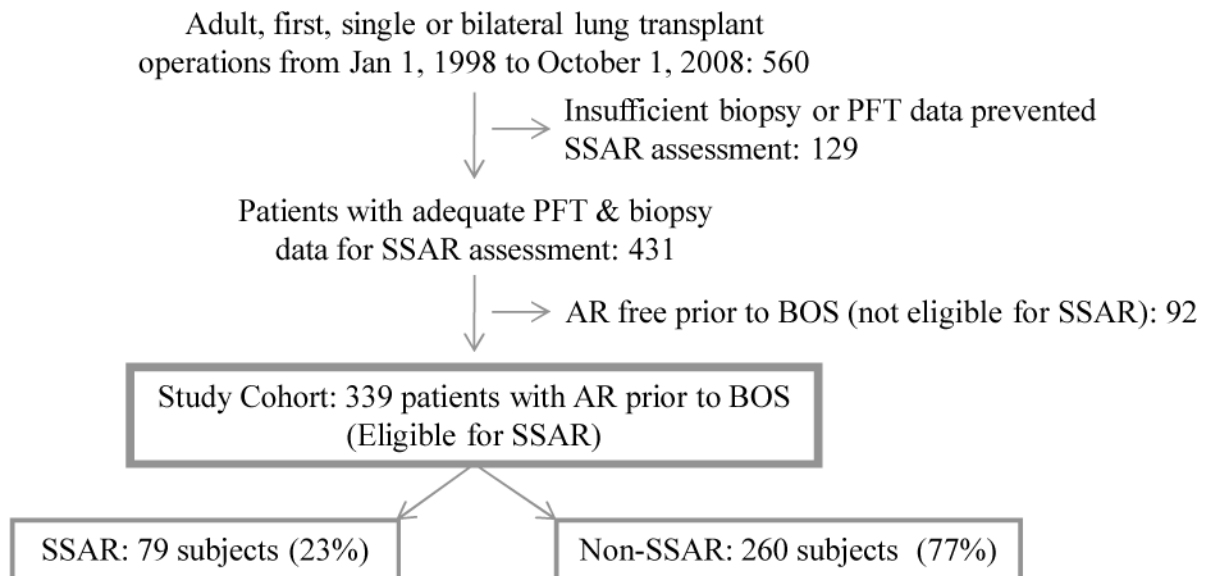 Adult, first, single or bilateral lung transplant
operations from Jan 1, 1998 to October 1, 2008: 560
Insufficient biopsy or PFT data prevented
SSAR assessment: 129
Patients with adequate PFT & biopsy
data for SSAR assessment: 431
AR free prior to BOS (not eligible for SSAR): 92
Study Cohort: 339 patients with AR prior to BOS
(Eligible for SSAR)
SSAR: 79 subjects (23%)
Non-SSAR: 260 subjects (77%)